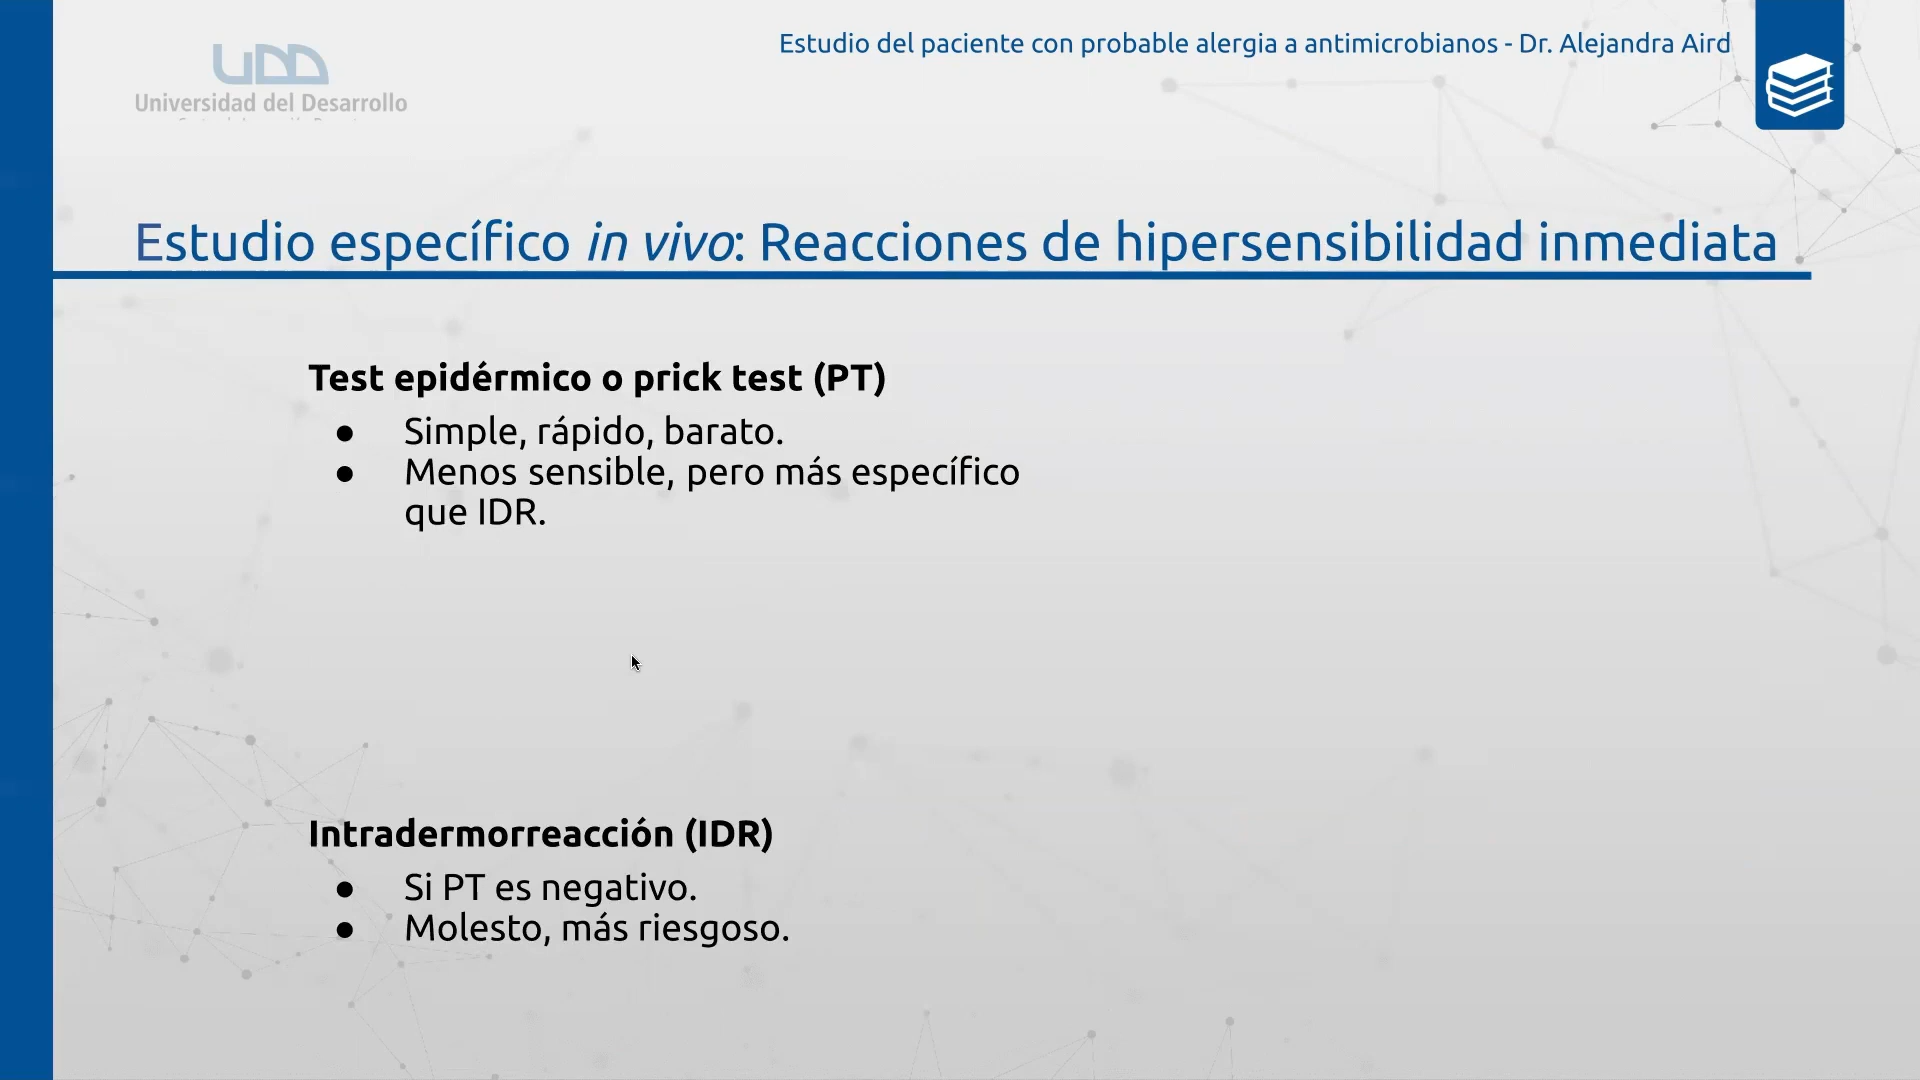 Estudio del paciente con probable alergia a antimicrobianos - Dr. Alejandra Aird
UDD
Universidad del Desarrollo
Estudio específico in vivo: Reacciones de hipersensibilidad inmediata
Test epidérmico o prick test (PT)
● Simple, rápido, barato.
● Menos sensible, pero más específico
que IDR.
Intradermorreacción (IDR)
● Si PT es negativo.
● Molesto, más riesgoso.